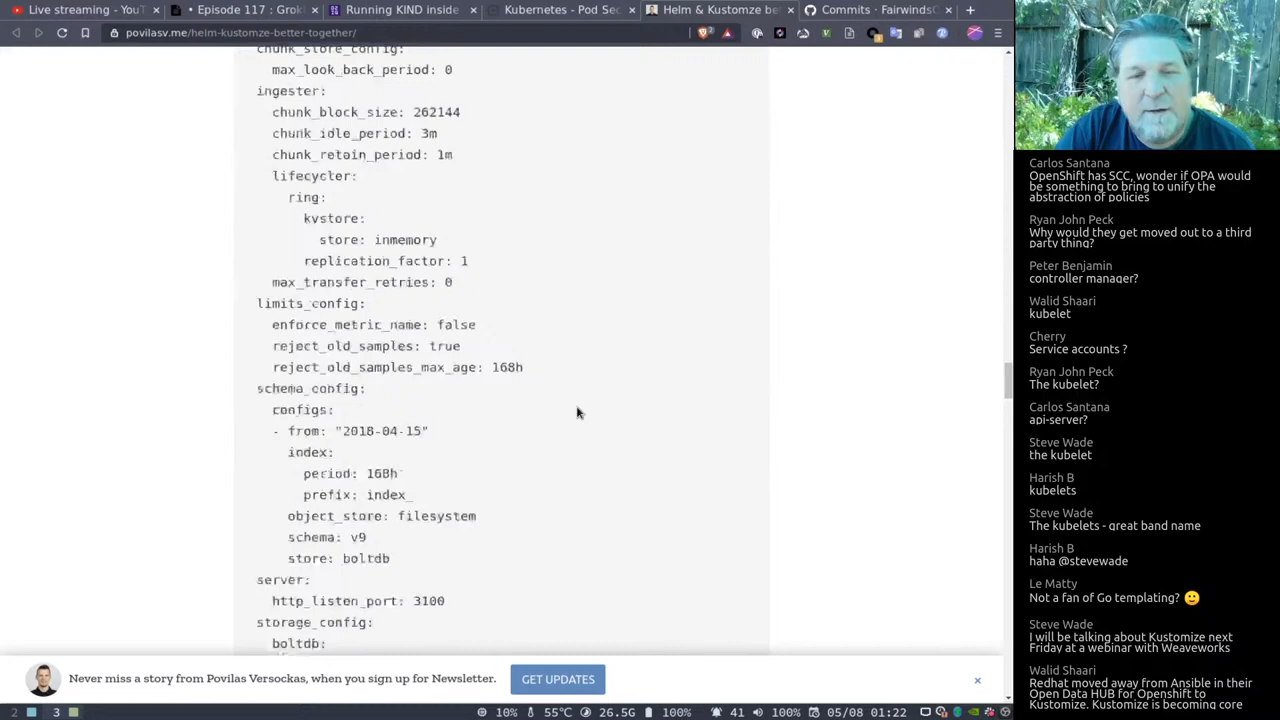 Live streaming - YouT
• Episode 117 : Grok
Running KIND inside
Kubernetes - Pod Sec
Helm & Kustomze be
Commits · FairwindsC
povilasv.me/helm-kustomze-better-together/
chunk_store_config:
max_look_back_period: 0
ingester:
chunk_block_size: 262144
chunk_idle_period: 3m
chunk_retain_period: 1m
lifecycler:
ring:
kvstore:
store: inmemory
replication_factor: 1
max_transfer_retries: 0
limits_config:
enforce_metric_name: false
reject_old_samples: true
reject_old_samples_max_age: 168h
schema_config:
configs:
- from: "2018-04-15"
index:
period: 168h
prefix: index_
object_store: filesystem
schema: v9
store: boltdb
server:
http_listen_port: 3100
storage_config:
boltdb:
Never miss a story from Povilas Versockas, when you sign up for Newsletter.
GET UPDATES
×
2 3
10% 55°C 26.5G 100% 41 100% 05/08 01:22
Carlos Santana
OpenShift has SCC, wonder if OPA would
be something to bring to unify the
abstraction of policies
Ryan John Peck
Why would they get moved out to a third
party thing?
Peter Benjamin
controller manager?
Walid Shaari
kubelet
Cherry
Service accounts ?
Ryan John Peck
The kubelet?
Carlos Santana
api-server?
Steve Wade
the kubelet
Harish B
kubelets
Steve Wade
The kubelets - great band name
Harish B
haha @stevewade
Le Matty
Not a fan of Go templating? 🙂
Steve Wade
I will be talking about Kustomize next
Friday at a webinar with Weaveworks
Walid Shaari
Redhat moved away from Ansible in their
Open Data HUB for Openshift to
Kustomize. Kustomize is becoming core